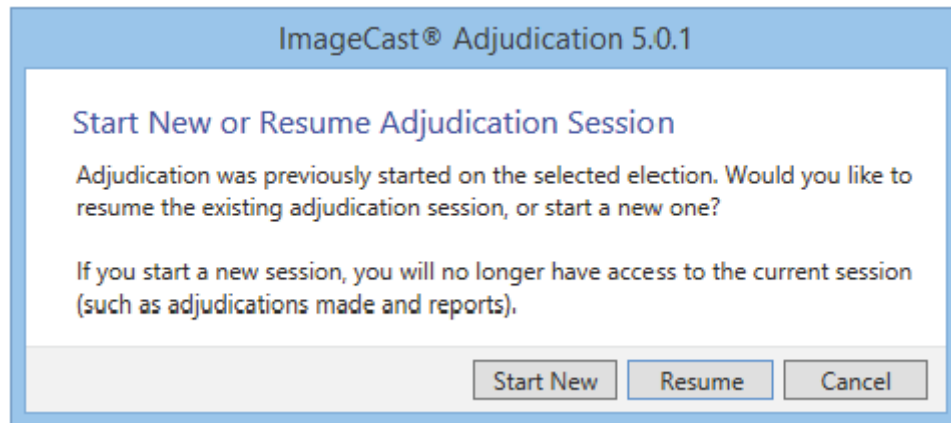 ImageCast® Adjudication 5.0.1
Start New or Resume Adjudication Session
Adjudication was previously started on the selected election. Would you like to
resume the existing adjudication session, or start a new one?
If you start a new session, you will no longer have access to the current session
(such as adjudications made and reports).
Start New Resume Cancel